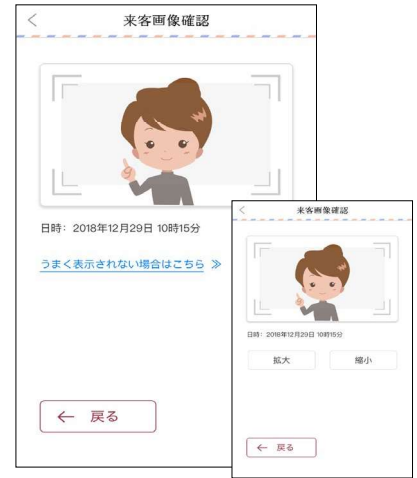 来客画像確認
日時： 2018年12月29日 10時15分
うまく表示されない場合はこちら ≫
← 戻る
来客画像確認
日時： 2018年12月29日 10時15分
拡大
縮小
← 戻る